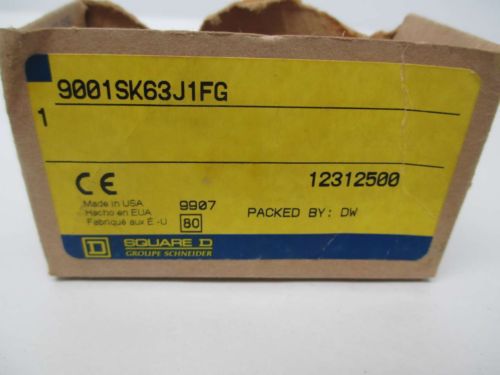 9001SK63J1FG
1
CE
12312500
Made in USA
Hecho en EUA
Fabriqué aux É.-U
9907
80
PACKED BY: DW
D
SQUARE D
GROUPE SCHNEIDER